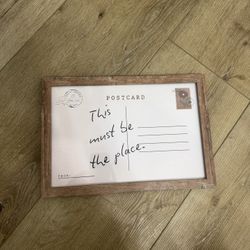 POSTCARD
This
must be
the place.